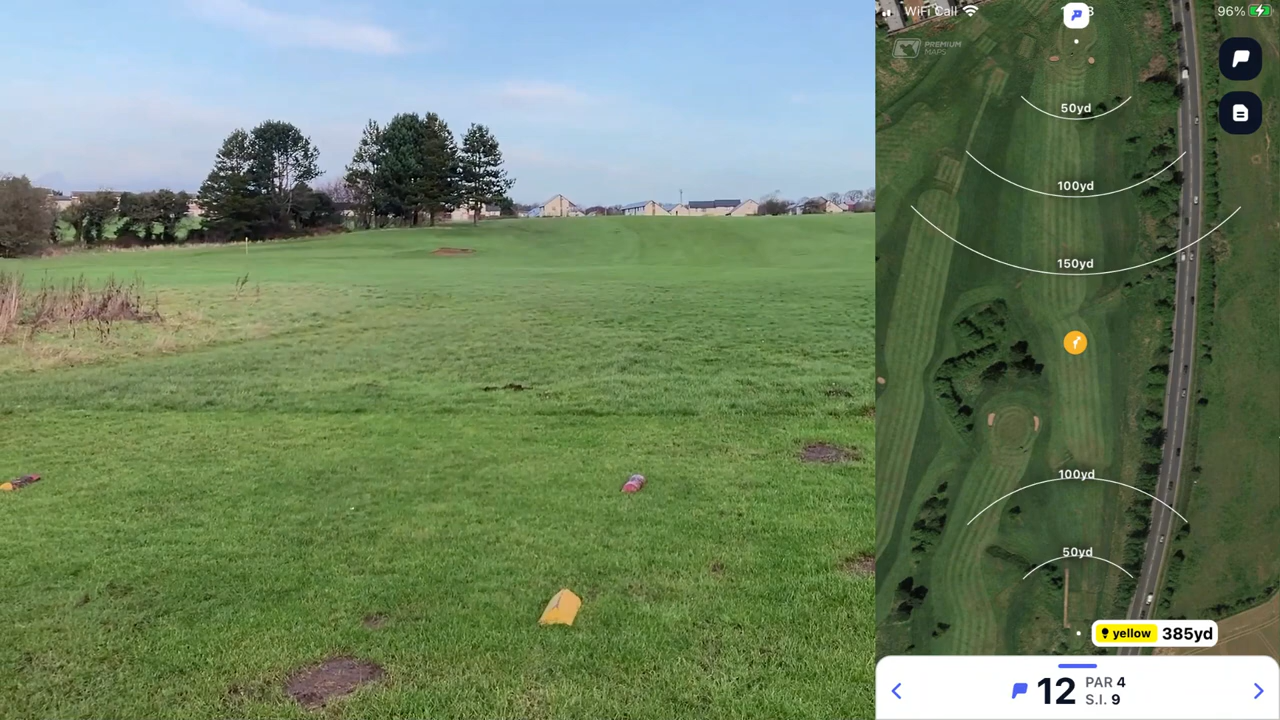 WiFi Call
96%
PREMIUM
MAPS
50yd
100yd
150yd
100yd
50yd
yellow 385yd
12
PAR 4
S.I. 9